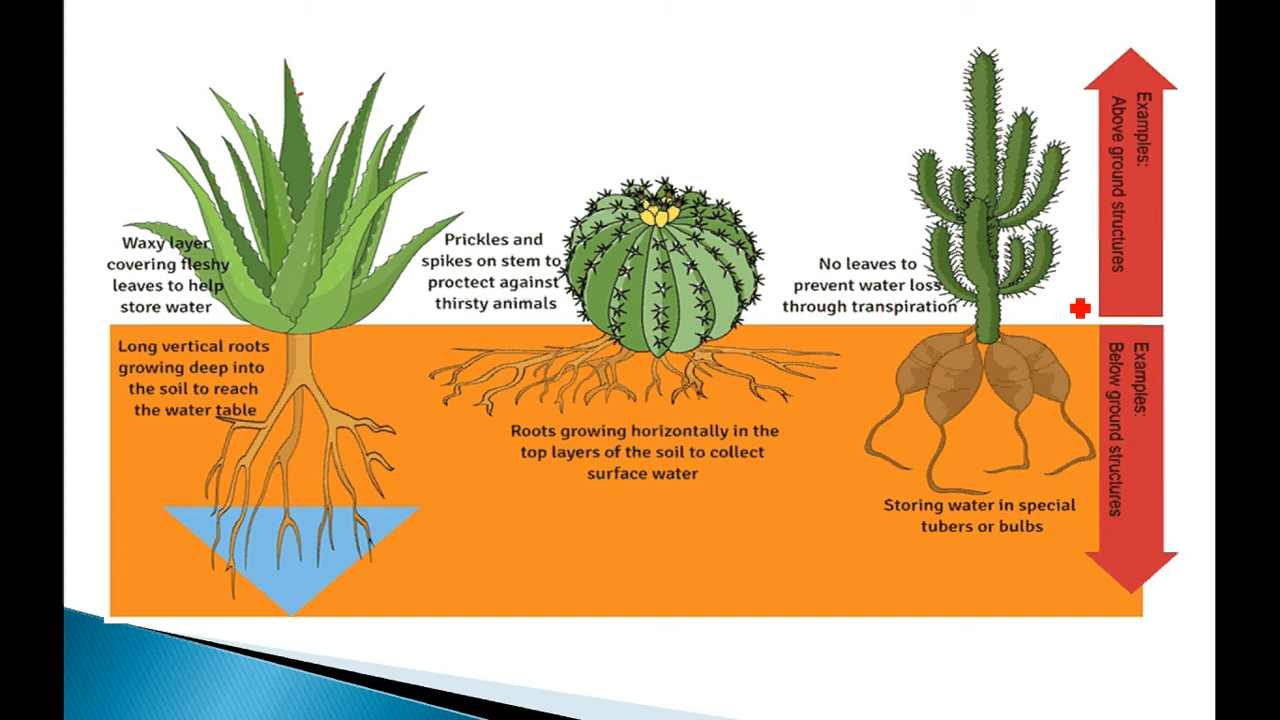 Waxy layer
covering fleshy
leaves to help
store water
Prickles and
spikes on stem to
proctect against
thirsty animals
No leaves to
prevent water loss
through transpiration
Examples:
Above ground structures
Long vertical roots
growing deep into
the soil to reach
the water table
Roots growing horizontally in the
top layers of the soil to collect
surface water
Storing water in special
tubers or bulbs
Examples:
Below ground structures